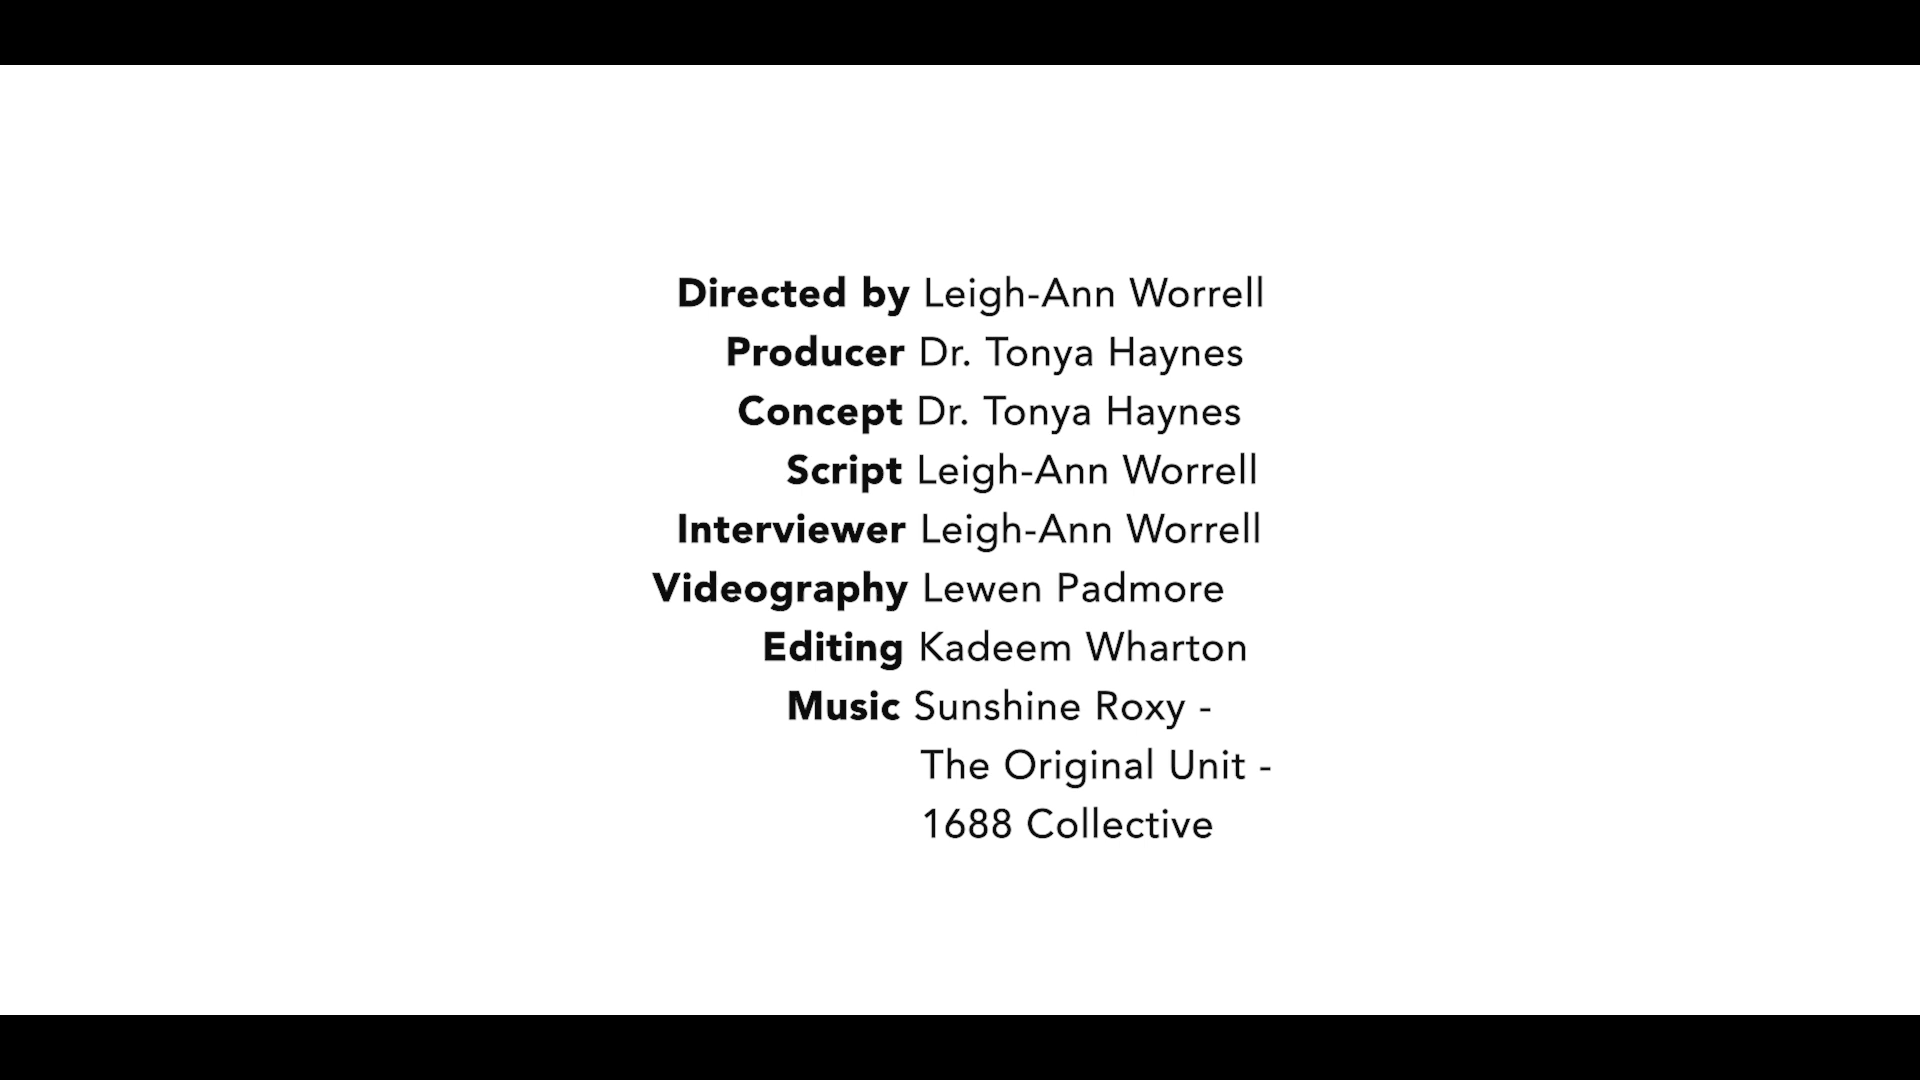 Directed by Leigh-Ann Worrell
Producer Dr. Tonya Haynes
Concept Dr. Tonya Haynes
Script Leigh-Ann Worrell
Interviewer Leigh-Ann Worrell
Videography Lewen Padmore
Editing Kadeem Wharton
Music Sunshine Roxy -
The Original Unit -
1688 Collective